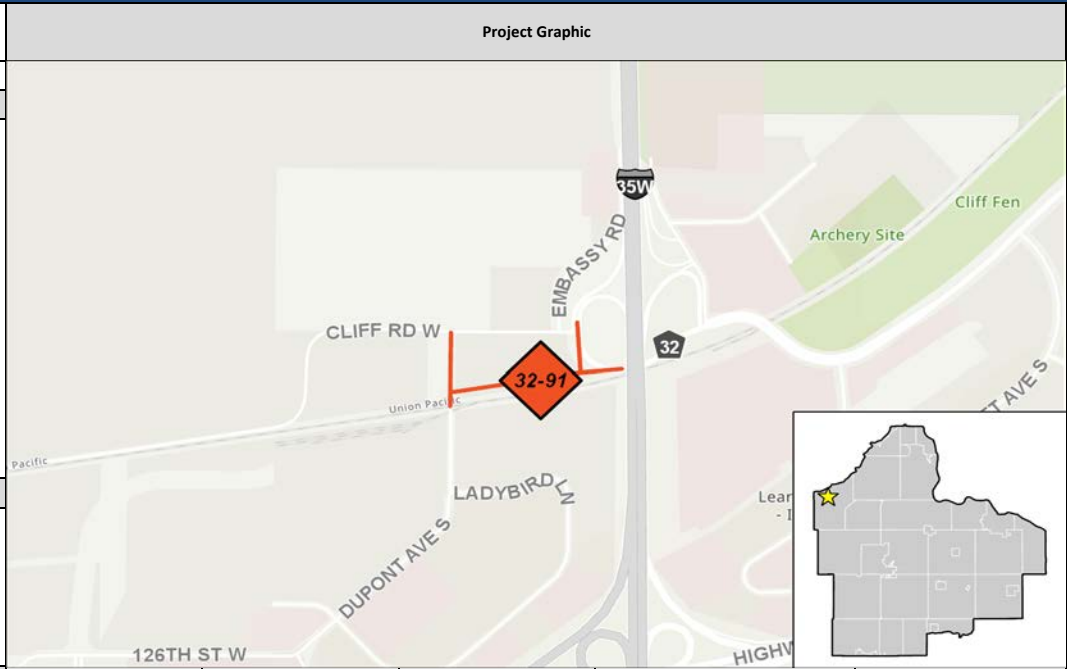 Project Graphic
35W
Cliff Fen
EMBASSY RD
Archery Site
CLIFF RD W
32
32-91
Union Pacific
Pacific
LADYBIRD LN
DUPONT AVE S
AVE S
126TH ST W